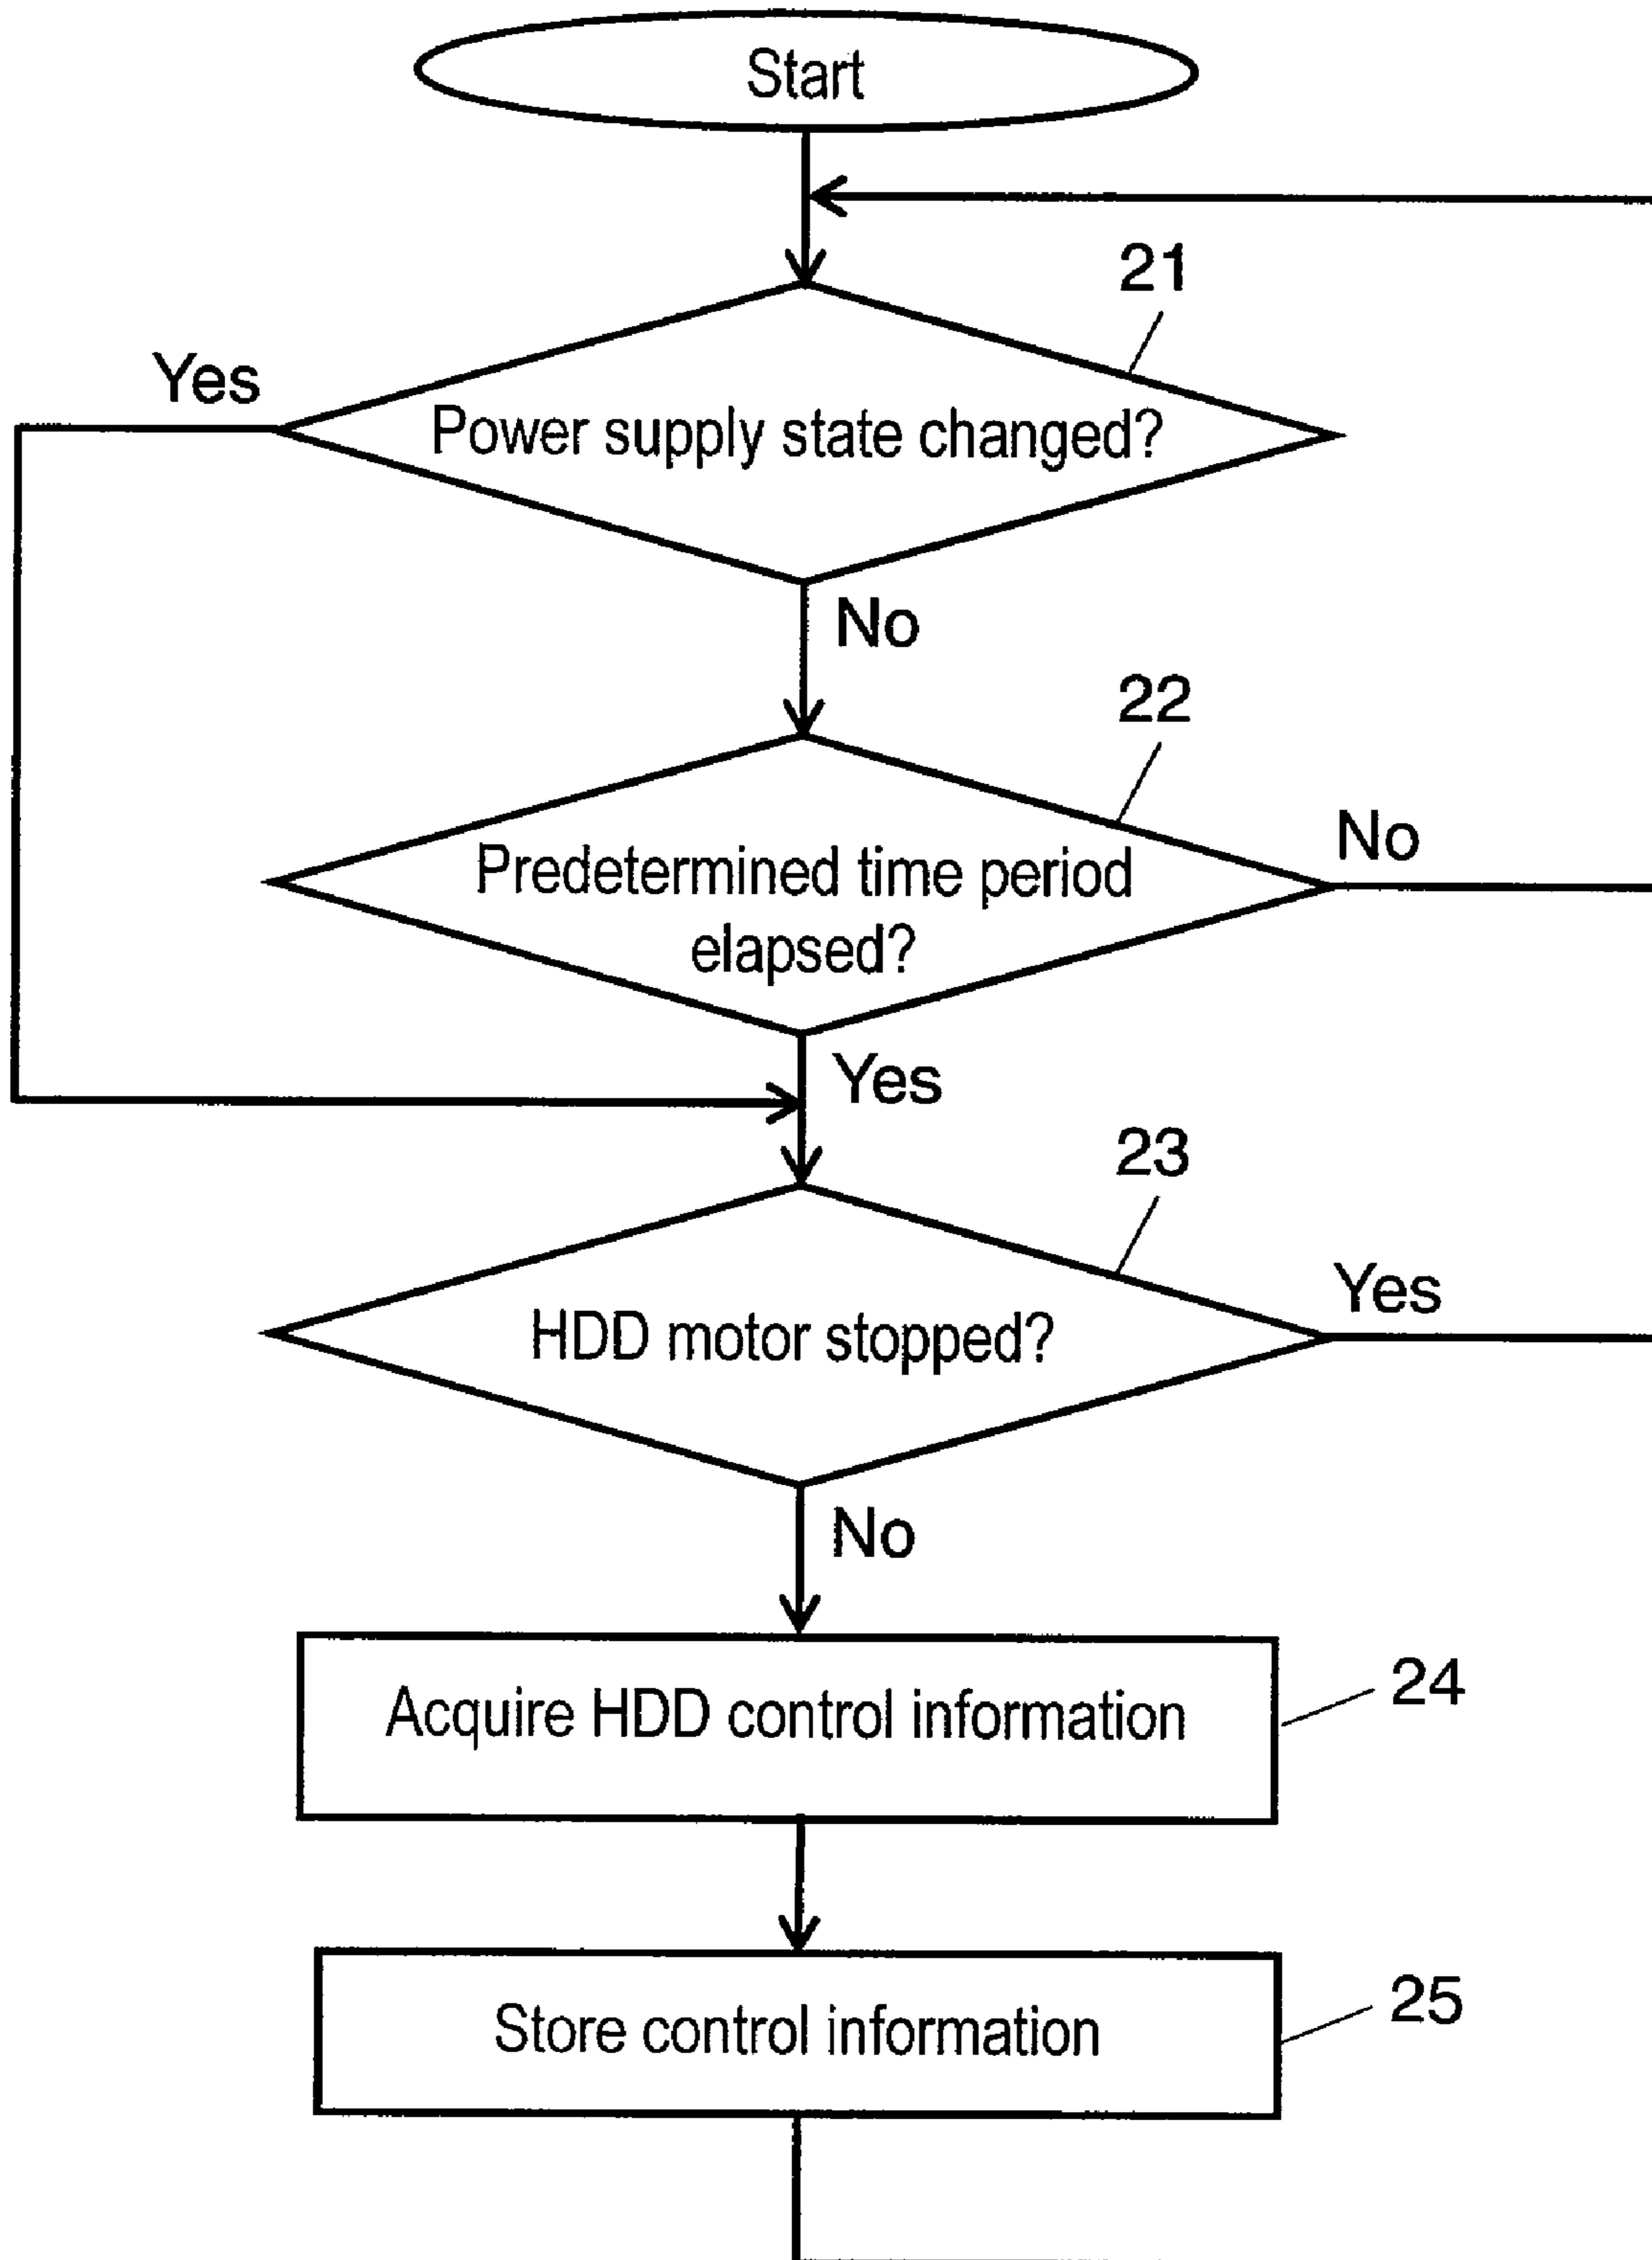 Start
21
Yes
Power supply state changed?
No
22
No
Predetermined time period
elapsed?
Yes
23
Yes
HDD motor stopped?
No
Acquire HDD control information
24
Store control information
25